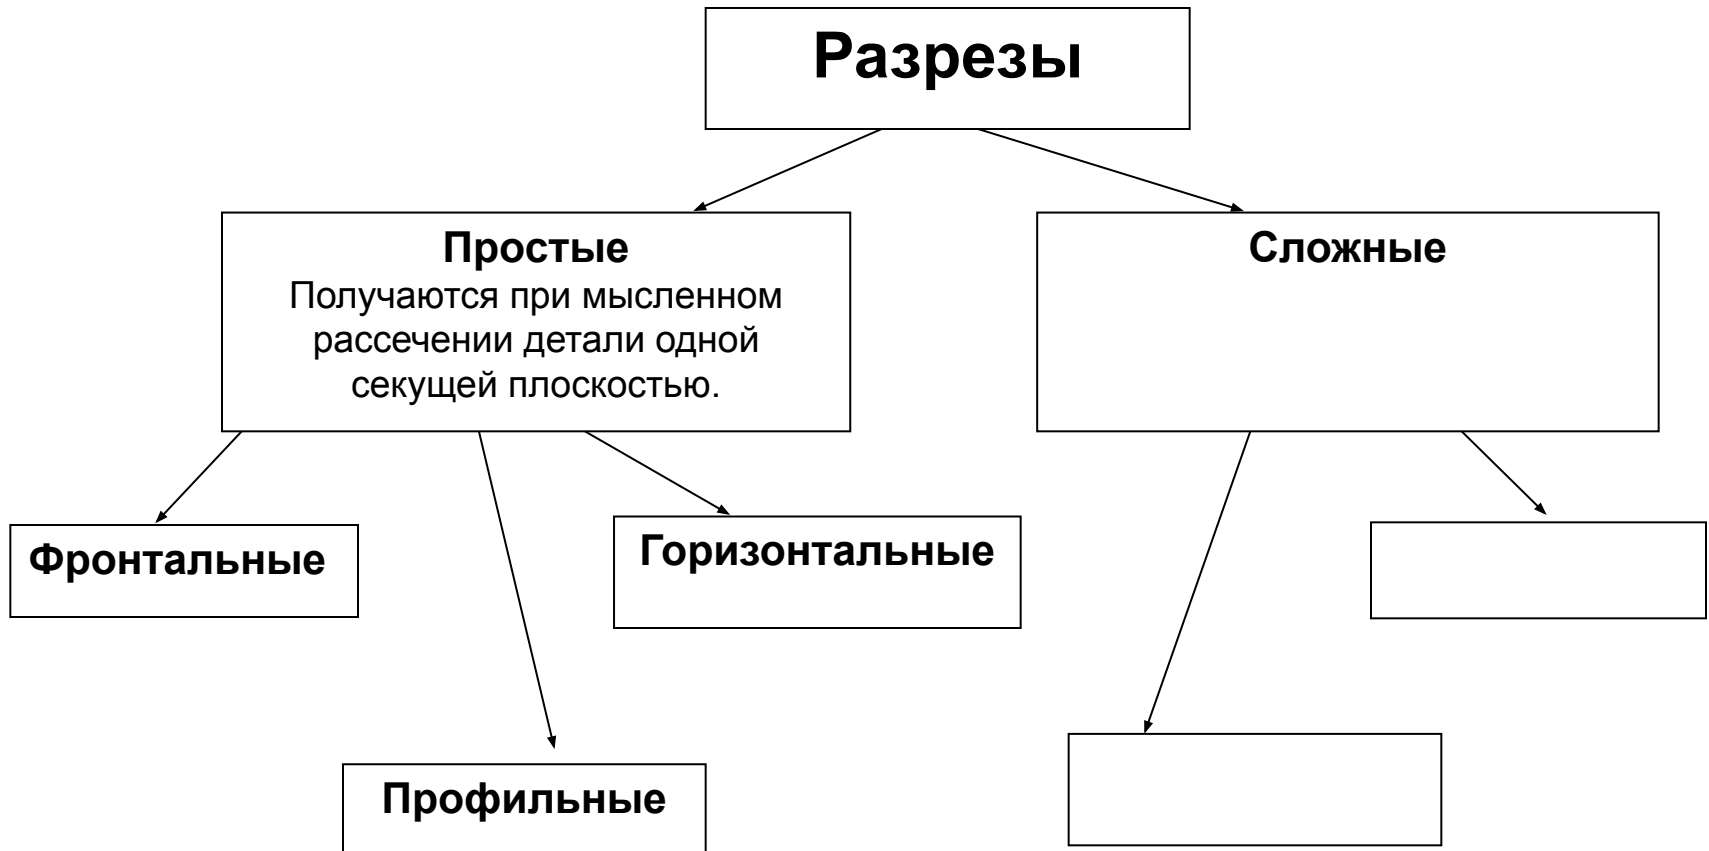 Разрезы
Простые
Получаются при мысленном
рассечении детали одной
секущей плоскостью.
Сложные
Фронтальные
Горизонтальные
Профильные